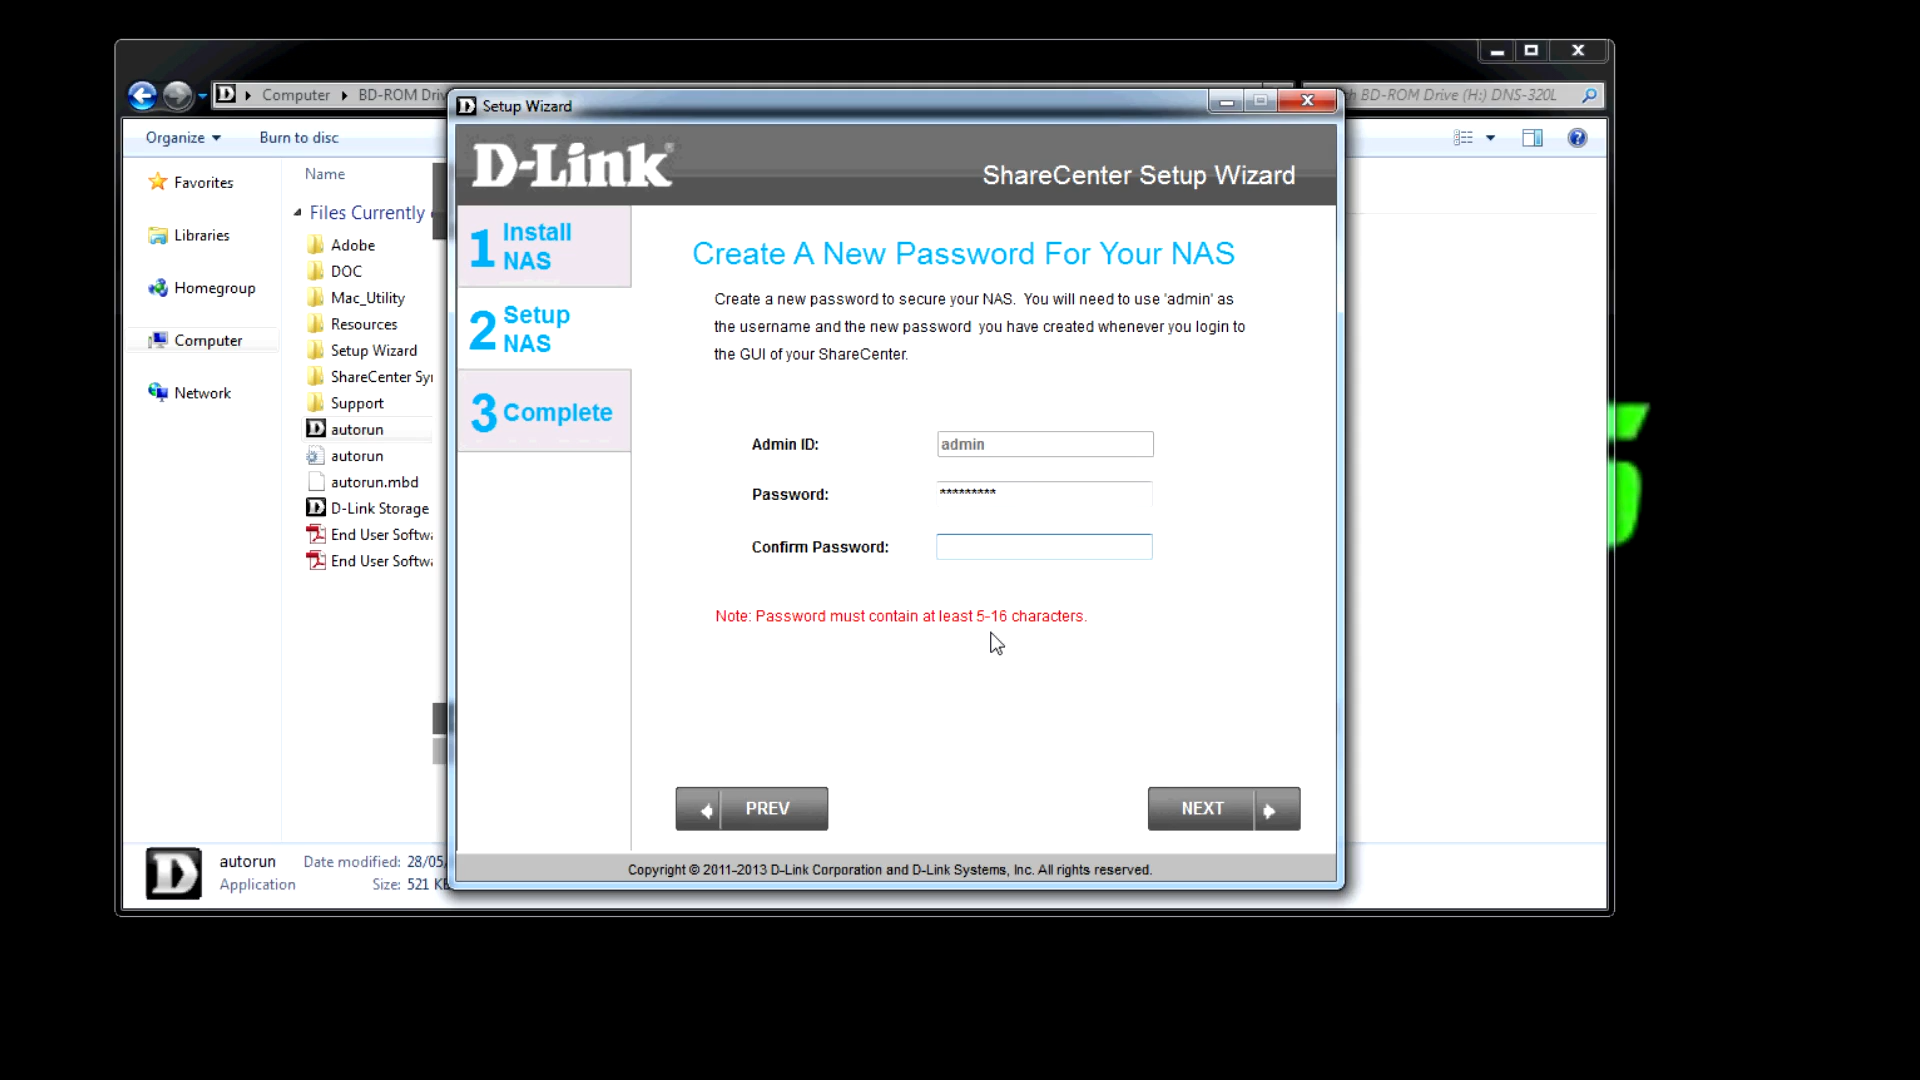 Computer
BD-ROM
BD-ROM Drive (H:) DNS-320L
Setup Wizard
Organize
Burn to disc
D-Link®
ShareCenter Setup Wizard
Favorites
Libraries
Homegroup
Computer
Network
Name
Files Currently
Adobe
DOC
Mac_Utility
Resources
Setup Wizard
ShareCenter
Support
autorun
autorun
autorun.mbd
D-Link Storage
End User
End User
1 Install
NAS
2 Setup
NAS
3 Complete
Create A New Password For Your NAS
Create a new password to secure your NAS. You will need to use 'admin' as
the username and the new password you have created whenever you login to
the GUI of your ShareCenter.
Admin ID:
admin
Password:
*********
Confirm Password:
Note: Password must contain at least 5-16 characters.
PREV
NEXT
Copyright © 2011-2013 D-Link Corporation and D-Link Systems, Inc. All rights reserved.
D
autorun
Date modified: 28/05
Application
Size: 521